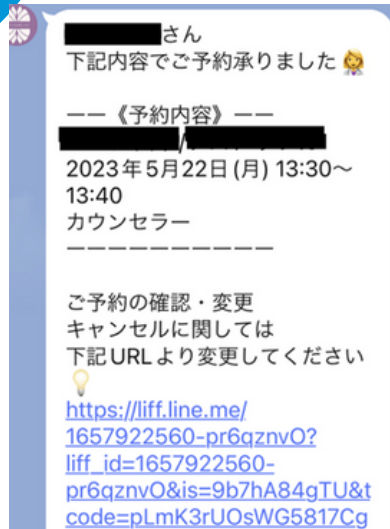 さん
下記内容でご予約承りました👩‍⚕️
ーー《予約内容》ーー
/
2023年5月22日(月) 13:30〜
13:40
カウンセラー
ーーーーーーーーーー
ご予約の確認・変更
キャンセルに関しては
下記URLより変更してください
💡
https://liff.line.me/
1657922560-pr6qznvO?
liff_id=1657922560-
pr6qznvO&is=9b7hA84gTU&t
code=pLmK3rUOsWG5817Cg